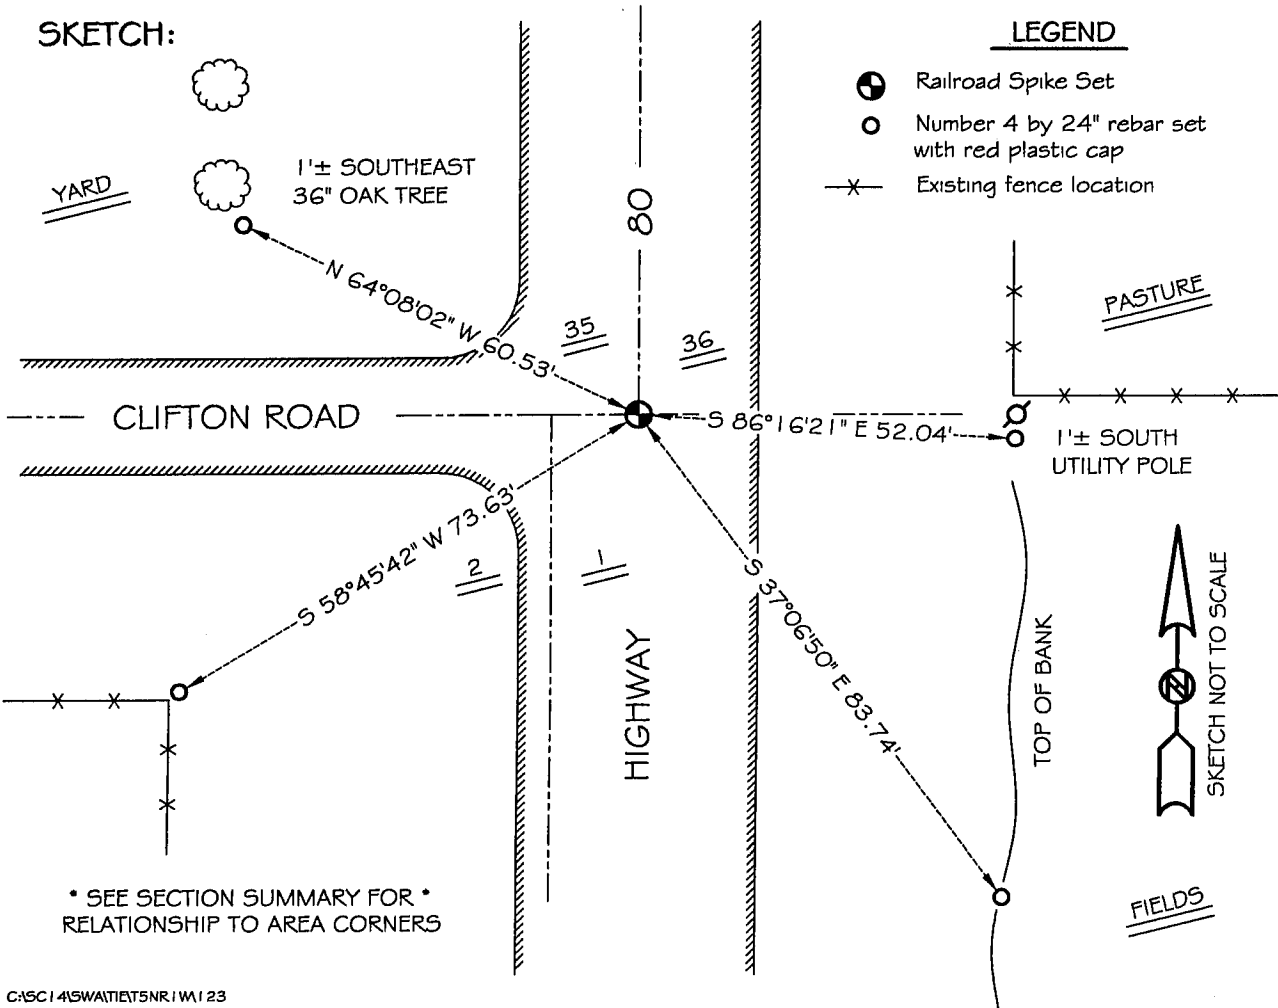 SKETCH:
LEGEND
Railroad Spike Set
Number 4 by 24" rebar set
with red plastic cap
Existing fence location
YARD
1'± SOUTHEAST
36" OAK TREE
80
N 64°08'02" W 60.53'
35
36
PASTURE
CLIFTON ROAD
S 86°16'21" E 52.04'
1'± SOUTH
UTILITY POLE
S 58°45'42" W 73.63'
2
1
S 37°06'50" E 83.74'
HIGHWAY
TOP OF BANK
N
SKETCH NOT TO SCALE
* SEE SECTION SUMMARY FOR *
RELATIONSHIP TO AREA CORNERS
FIELDS
C:\SC14\SWA\TIE\T5NR1W\123